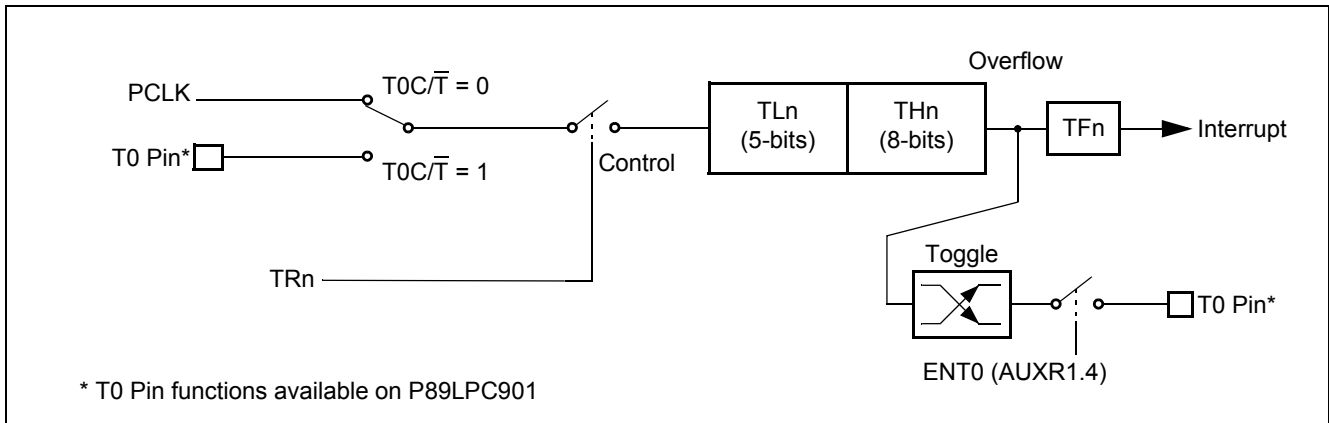 Overflow
PCLK
T0C/T̅ = 0
TLn
(5-bits)
THn
(8-bits)
TFn
Interrupt
T0 Pin*
T0C/T̅ = 1
Control
TRn
Toggle
T0 Pin*
ENT0 (AUXR1.4)
* T0 Pin functions available on P89LPC901